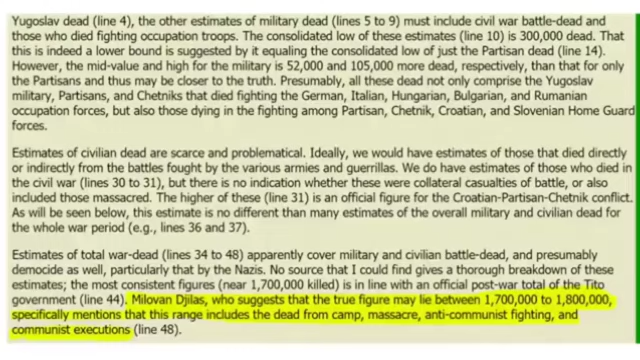 Yugoslav dead (line 4), the other estimates of military dead (lines 5 to 9) must include civil war battle-dead and
those who died fighting occupation troops. The consolidated low of these estimates (line 10) is 300,000 dead. That
this is indeed a lower bound is suggested by it equaling the consolidated low of just the Partisan dead (line 14).
However, the mid-value and high for the military is 52,000 and 105,000 more dead, respectively, than that for only
the Partisans and thus may be closer to the truth. Presumably, all these dead not only comprise the Yugoslav
military, Partisans, and Chetniks that died fighting the German, Italian, Hungarian, Bulgarian, and Rumanian
occupation forces, but also those dying in the fighting among Partisan, Chetnik, Croatian, and Slovenian Home Guard
forces.
Estimates of civilian dead are scarce and problematical. Ideally, we would have estimates of those that died directly
or indirectly from the battles fought by the various armies and guerrillas. We do have estimates of those who died in
the civil war (lines 30 to 31), but there is no indication whether these were collateral casualties of battle, or also
included those massacred. The higher of these (line 31) is an official figure for the Croatian-Partisan-Chetnik conflict.
As will be seen below, this estimate is no different than many estimates of the overall military and civilian dead for
the whole war period (e.g., lines 36 and 37).
Estimates of total war-dead (lines 34 to 48) apparently cover military and civilian battle-dead, and presumably
democide as well, particularly that by the Nazis. No source that I could find gives a thorough breakdown of these
estimates; the most consistent figures (near 1,700,000 killed) is in line with an official post-war total of the Tito
government (line 44). Milovan Djilas, who suggests that the true figure may lie between 1,700,000 to 1,800,000,
specifically mentions that this range includes the dead from camp, massacre, anti-communist fighting, and
communist executions (line 48).